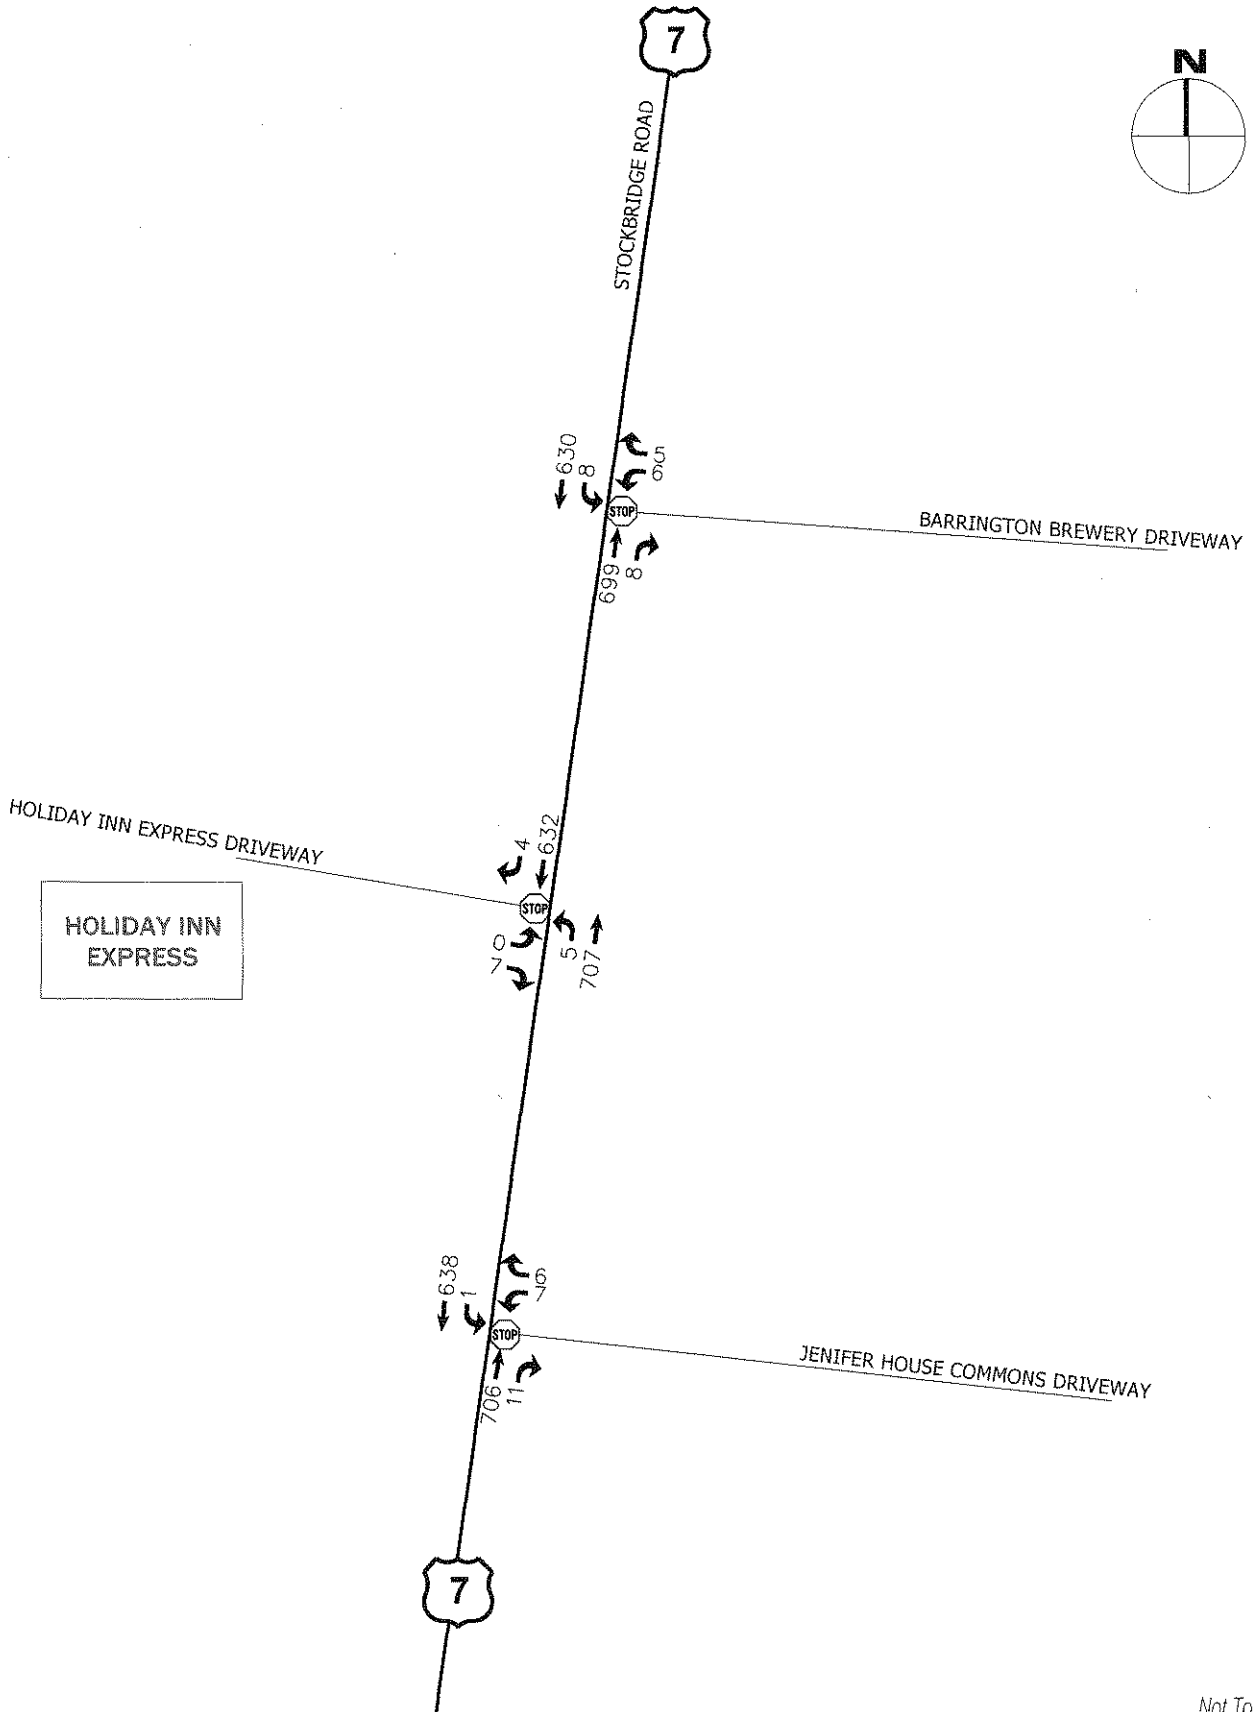 7
N
STOCKBRIDGE ROAD
630
8
5
6
STOP
BARRINGTON BREWERY DRIVEWAY
699
8
HOLIDAY INN EXPRESS DRIVEWAY
4
632
STOP
HOLIDAY INN
EXPRESS
0
7
5
707
638
1
6
7
STOP
JENIFER HOUSE COMMONS DRIVEWAY
706
11
7
Not To